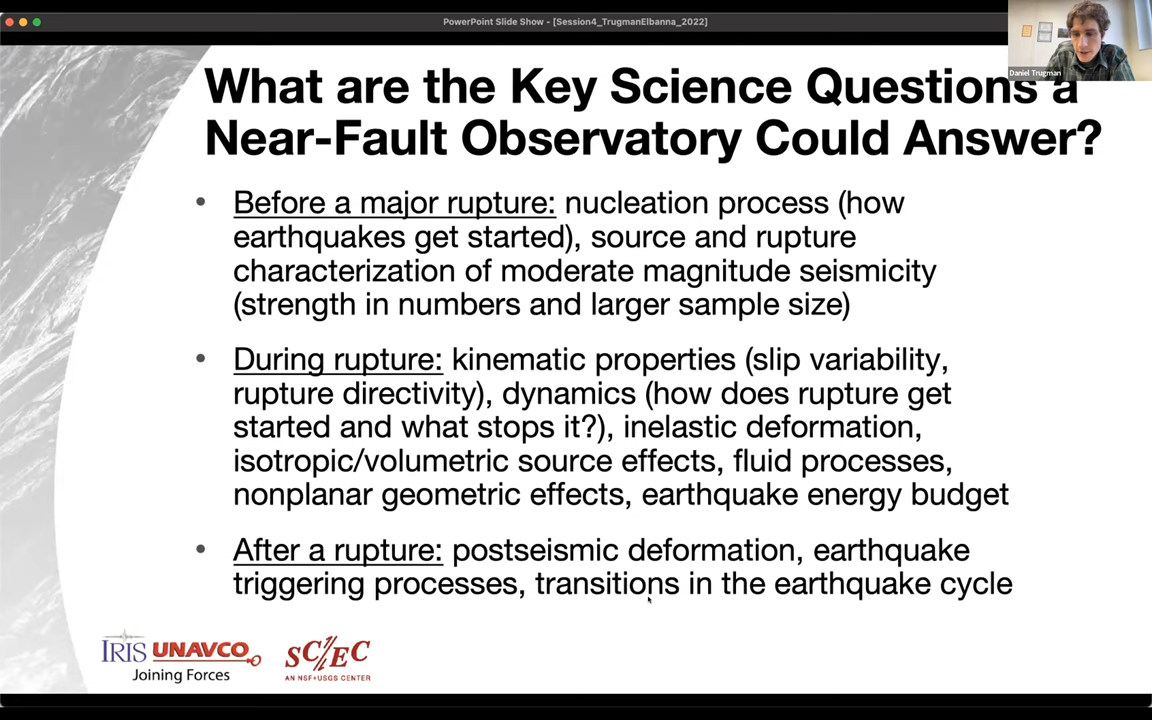 PowerPoint Slide Show - [Session4_TrugmanElbanna_2022]
Daniel Trugman
What are the Key Science Questions a
Near-Fault Observatory Could Answer?
• Before a major rupture: nucleation process (how
earthquakes get started), source and rupture
characterization of moderate magnitude seismicity
(strength in numbers and larger sample size)
• During rupture: kinematic properties (slip variability,
rupture directivity), dynamics (how does rupture get
started and what stops it?), inelastic deformation,
isotropic/volumetric source effects, fluid processes,
nonplanar geometric effects, earthquake energy budget
• After a rupture: postseismic deformation, earthquake
triggering processes, transitions in the earthquake cycle
IRIS UNAVCO
Joining Forces
SC/EC
AN NSF+USGS CENTER